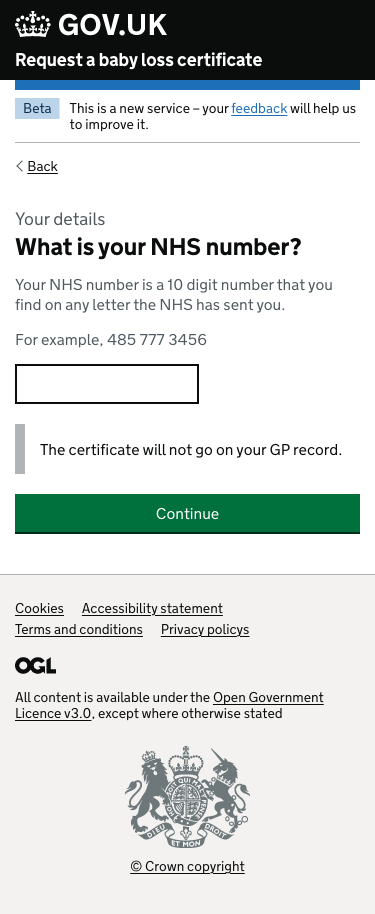 GOV.UK
Request a baby loss certificate
Beta This is a new service – your feedback will help us
to improve it.
Back
Your details
What is your NHS number?
Your NHS number is a 10 digit number that you
find on any letter the NHS has sent you.
For example, 485 777 3456
The certificate will not go on your GP record.
Continue
Cookies Accessibility statement
Terms and conditions Privacy policys
OGL
All content is available under the Open Government
Licence v3.0, except where otherwise stated
DIEU ET MON DROIT
© Crown copyright